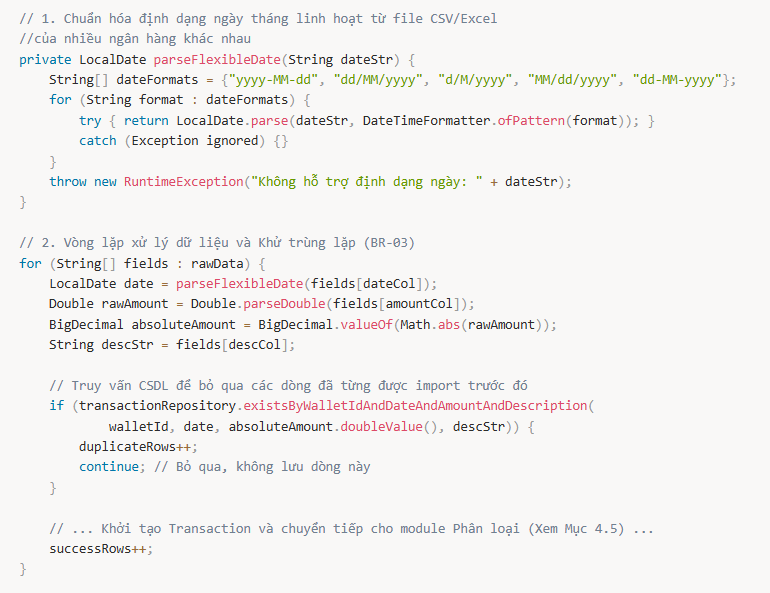 // 1. Chuẩn hóa định dạng ngày tháng linh hoạt từ file CSV/Excel
//của nhiều ngân hàng khác nhau
private LocalDate parseFlexibleDate(String dateStr) {
    String[] dateFormats = {"yyyy-MM-dd", "dd/MM/yyyy", "d/M/yyyy", "MM/dd/yyyy", "dd-MM-yyyy"};
    for (String format : dateFormats) {
        try { return LocalDate.parse(dateStr, DateTimeFormatter.ofPattern(format)); }
        catch (Exception ignored) {}
    }
    throw new RuntimeException("Không hỗ trợ định dạng ngày: " + dateStr);
}

// 2. Vòng lặp xử lý dữ liệu và Khử trùng lặp (BR-03)
for (String[] fields : rawData) {
    LocalDate date = parseFlexibleDate(fields[dateCol]);
    Double rawAmount = Double.parseDouble(fields[amountCol]);
    BigDecimal absoluteAmount = BigDecimal.valueOf(Math.abs(rawAmount));
    String descStr = fields[descCol];

    // Truy vấn CSDL để bỏ qua các dòng đã từng được import trước đó
    if (transactionRepository.existsByWalletIdAndDateAndAmountAndDescription(
            walletId, date, absoluteAmount.doubleValue(), descStr)) {
        duplicateRows++;
        continue; // Bỏ qua, không lưu dòng này
    }

    // ... Khởi tạo Transaction và chuyển tiếp cho module Phân loại (Xem Mục 4.5) ...
    successRows++;
}